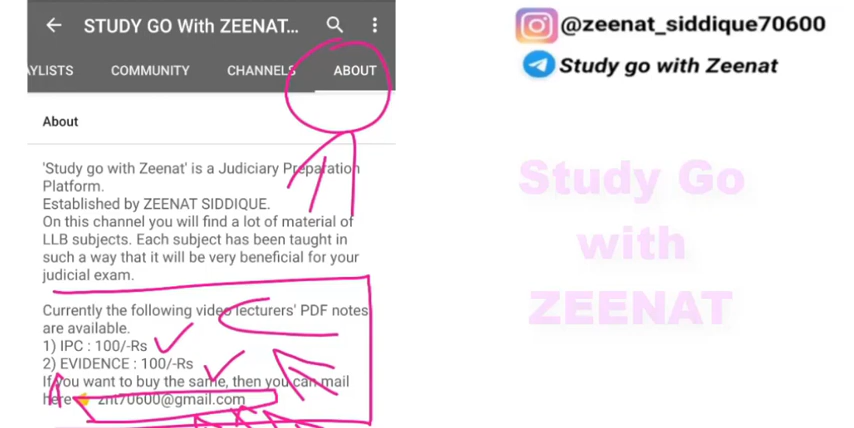 STUDY GO With ZEENAT...
AYLISTS COMMUNITY CHANNELS ABOUT
About
'Study go with Zeenat' is a Judiciary Preparation
Platform.
Established by ZEENAT SIDDIQUE.
On this channel you will find a lot of material of
LLB subjects. Each subject has been taught in
such a way that it will be very beneficial for your
judicial exam.
Currently the following video lecturers' PDF notes
are available.
1) IPC : 100/-Rs
2) EVIDENCE : 100/-Rs
If you want to buy the same, then you can mail
here 👉 znt70600@gmail.com
@zeenat_siddique70600
Study go with Zeenat
Study Go
with
ZEENAT